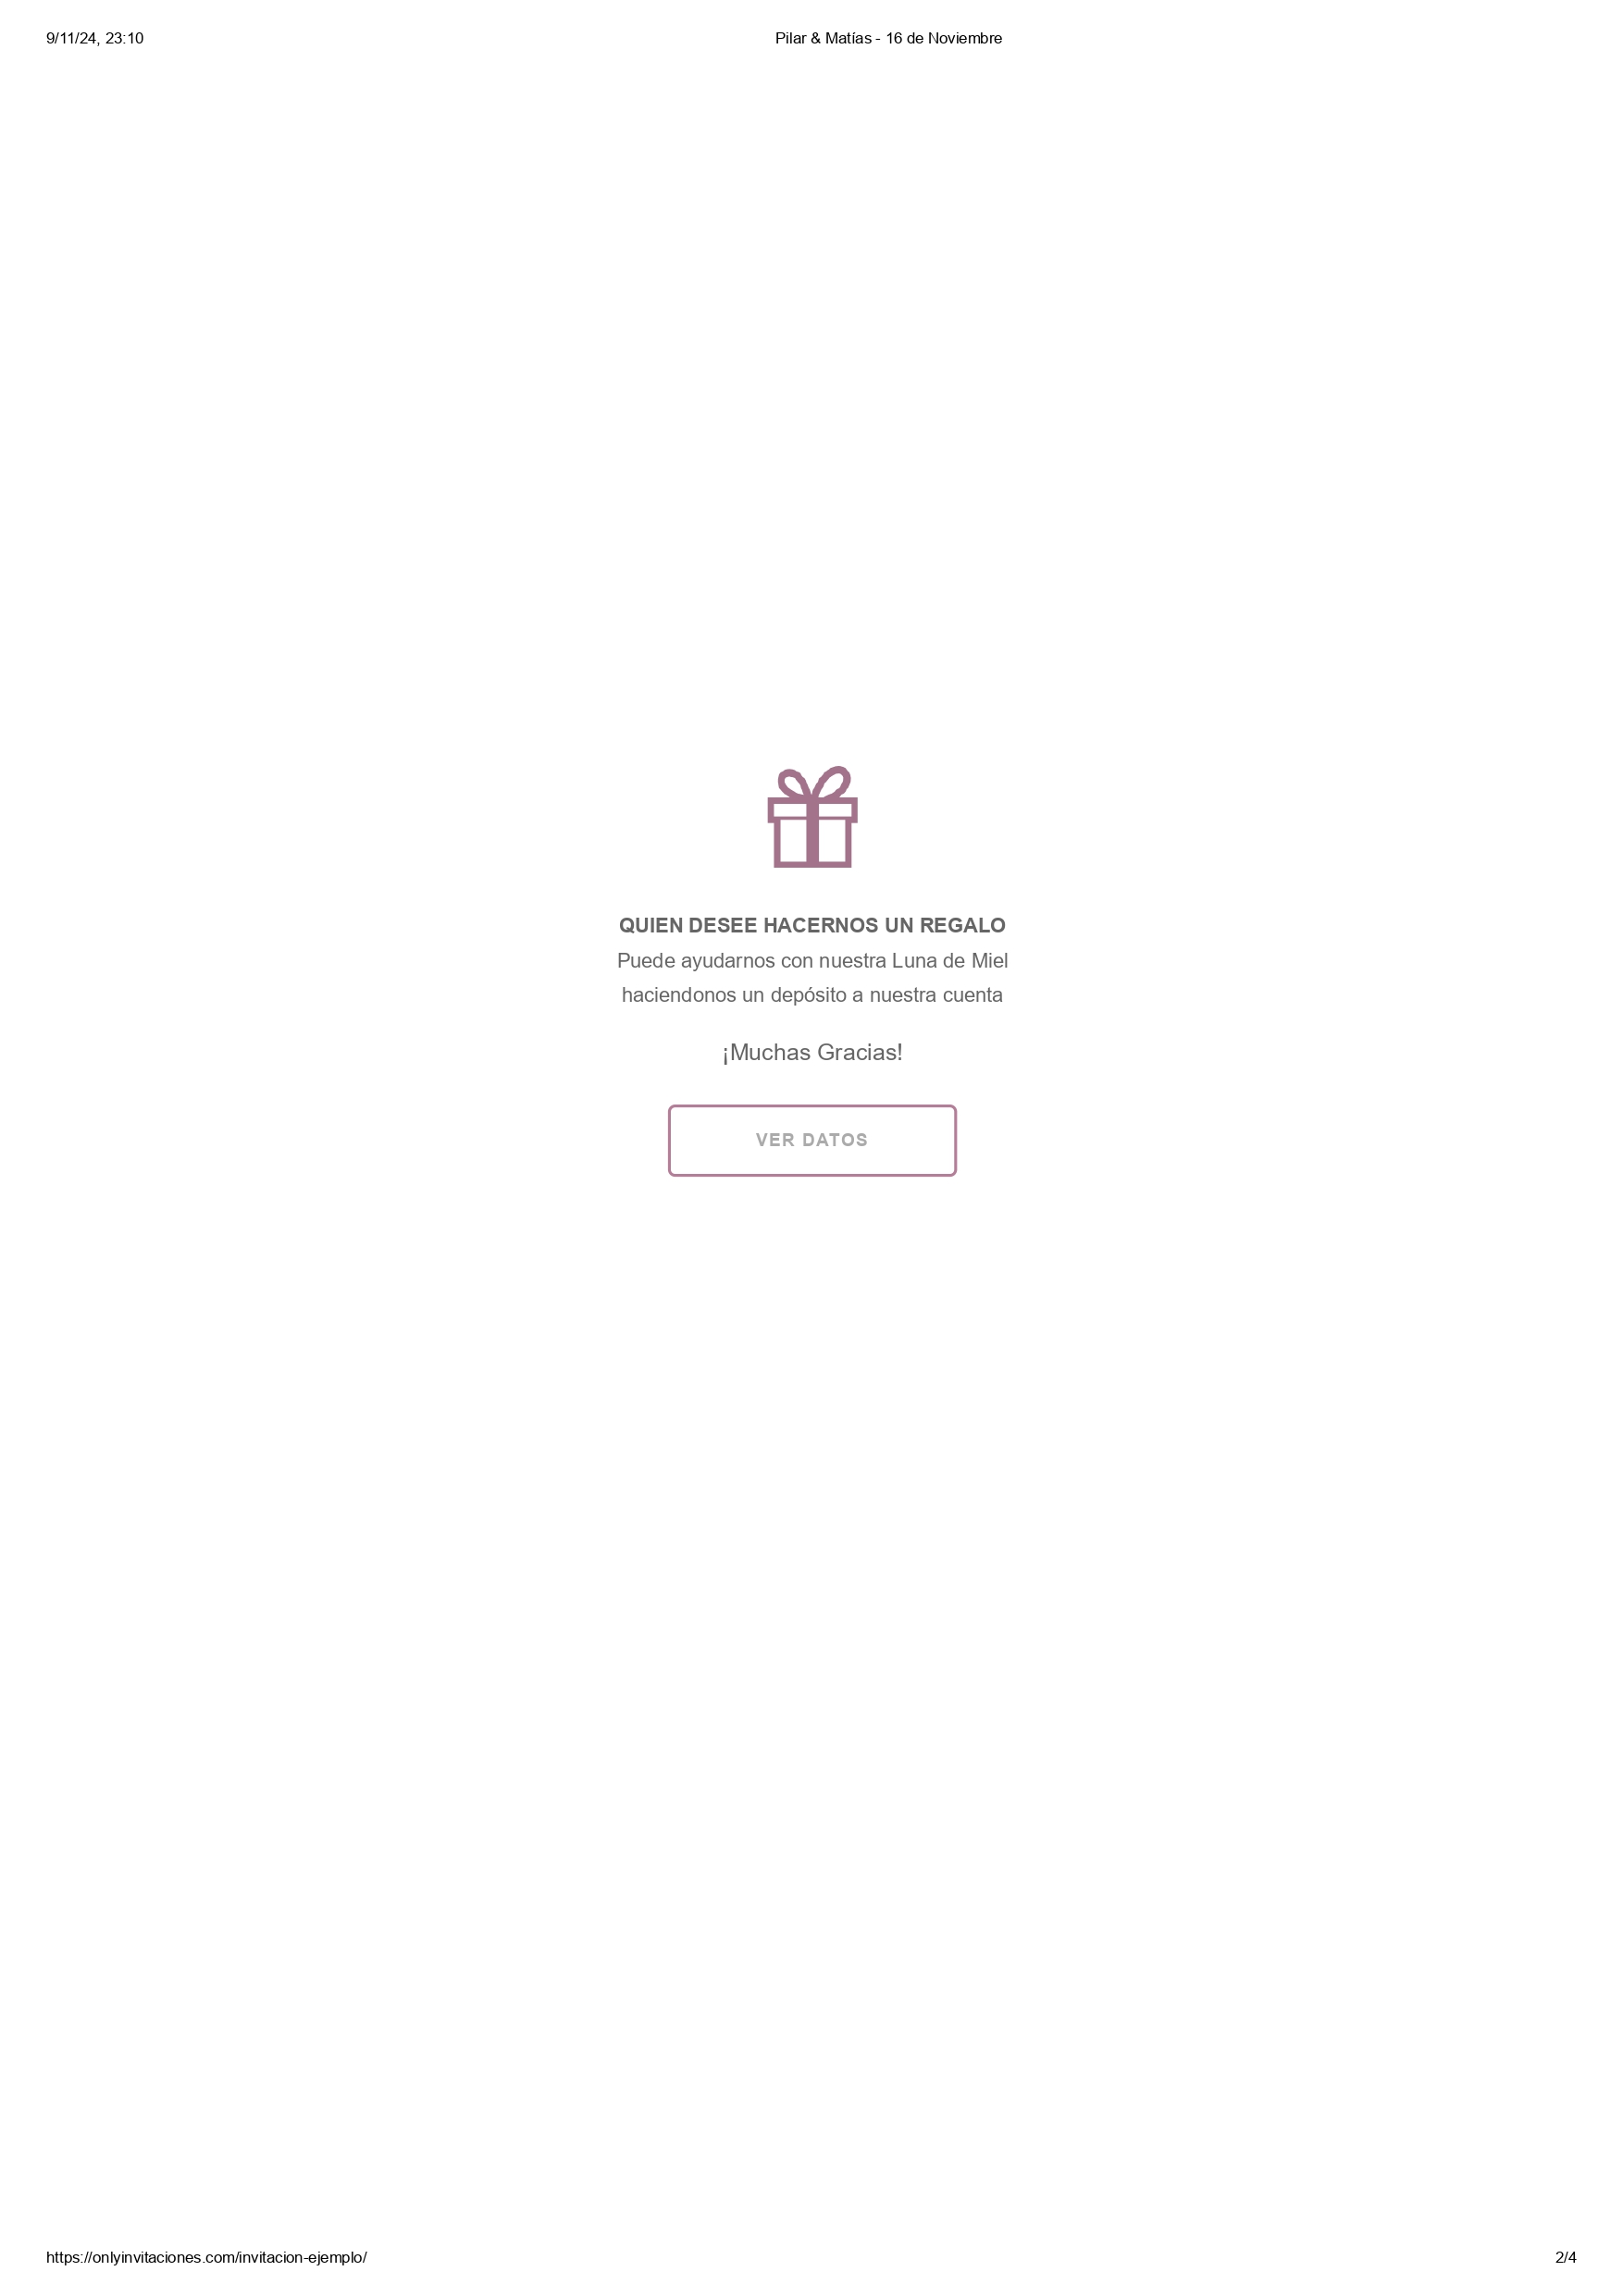 9/11/24, 23:10
Pilar & Matías - 16 de Noviembre
QUIEN DESEE HACERNOS UN REGALO
Puede ayudarnos con nuestra Luna de Miel
haciendonos un depósito a nuestra cuenta
¡Muchas Gracias!
VER DATOS
https://onlyinvitaciones.com/invitacion-ejemplo/
2/4